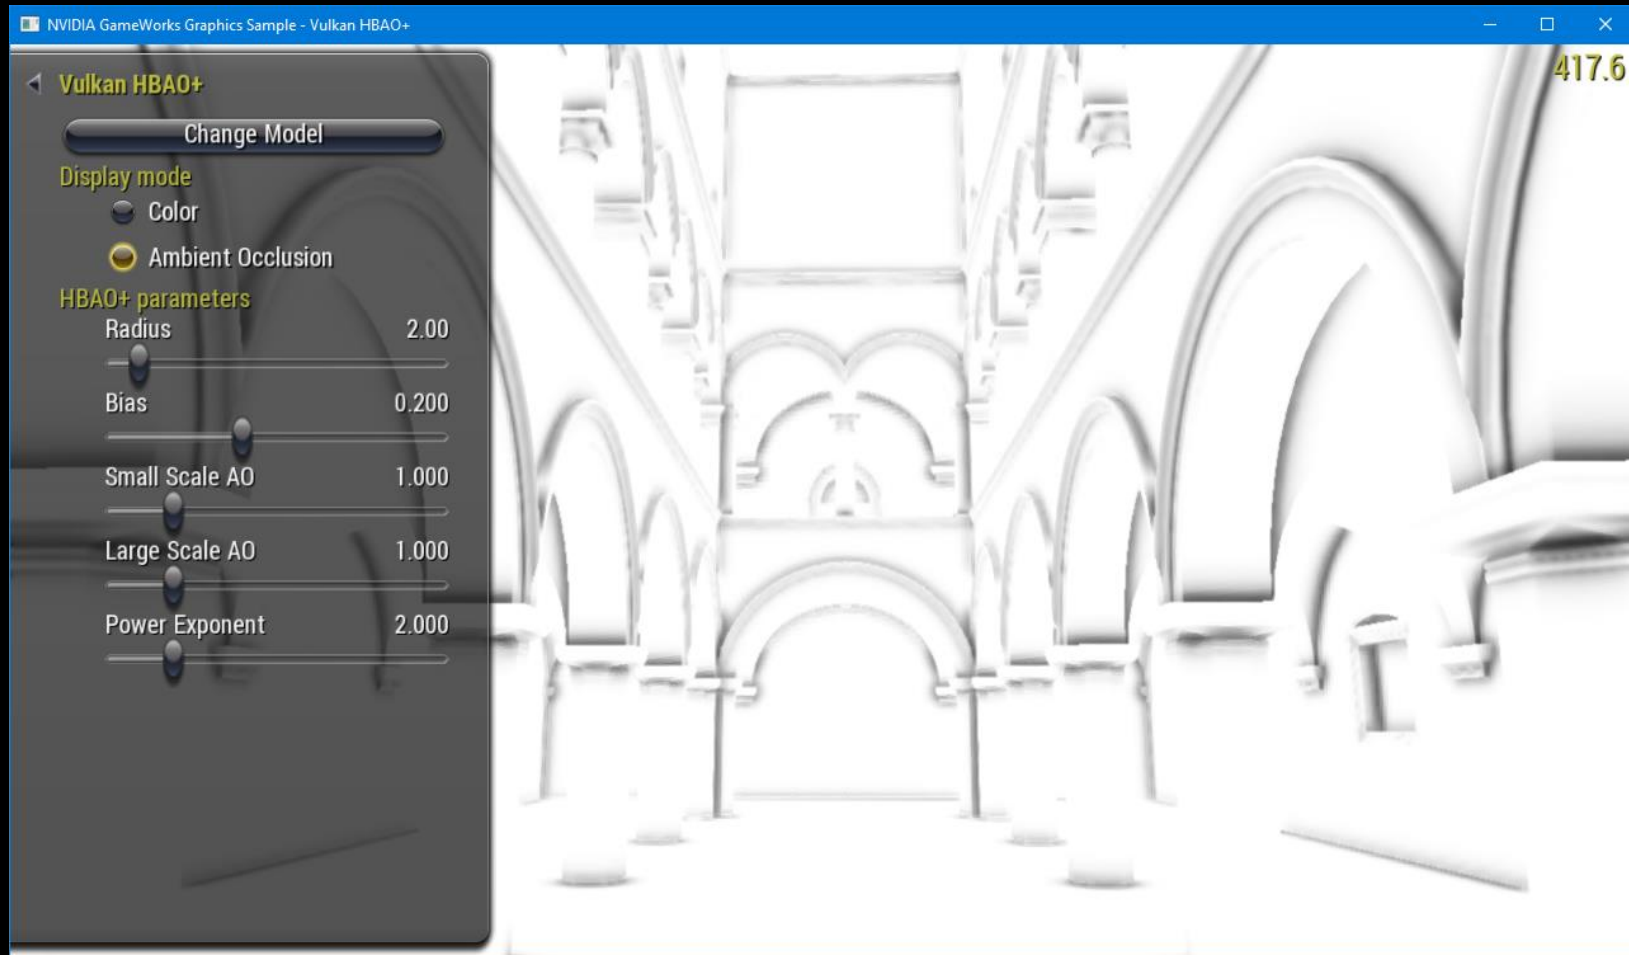 NVIDIA GameWorks Graphics Sample - Vulkan HBAO+
417.6
Vulkan HBAO+
Change Model
Display mode
Color
Ambient Occlusion
HBAO+ parameters
Radius 2.00
Bias 0.200
Small Scale AO 1.000
Large Scale AO 1.000
Power Exponent 2.000